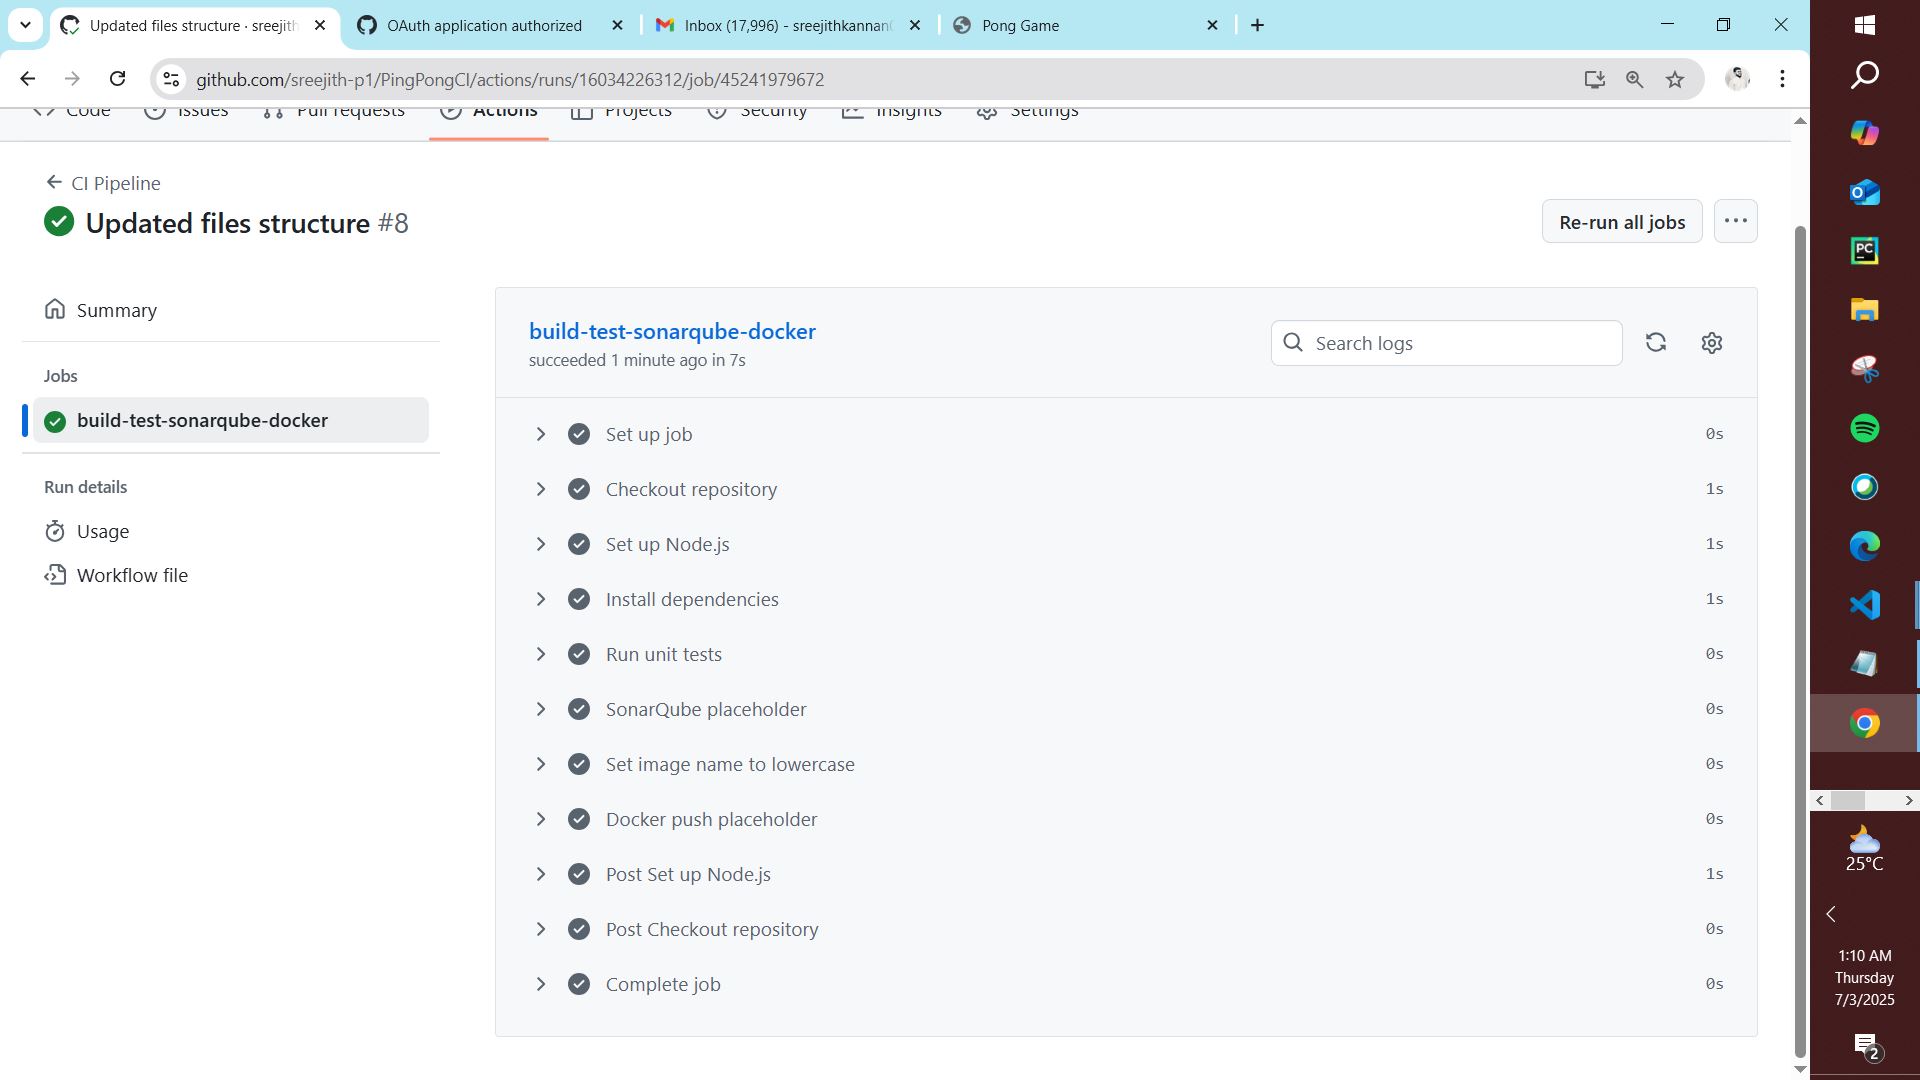 Updated files structure · sreejith
OAuth application authorized
Inbox (17,996) - sreejithkannan
Pong Game
github.com/sreejith-p1/PingPongCI/actions/runs/16034226312/job/45241979672
Code
Issues
Pull requests
Actions
Projects
Security
Insights
Settings
CI Pipeline
Updated files structure #8
Re-run all jobs
Summary
Jobs
build-test-sonarqube-docker
Run details
Usage
Workflow file
build-test-sonarqube-docker
succeeded 1 minute ago in 7s
Search logs
Set up job 0s
Checkout repository 1s
Set up Node.js 1s
Install dependencies 1s
Run unit tests 0s
SonarQube placeholder 0s
Set image name to lowercase 0s
Docker push placeholder 0s
Post Set up Node.js 1s
Post Checkout repository 0s
Complete job 0s
PC
25°C
1:10 AM
Thursday
7/3/2025
2